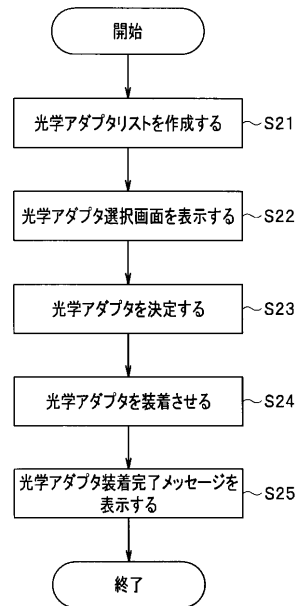 開始
光学アダプタリストを作成する
S21
光学アダプタ選択画面を表示する
S22
光学アダプタを決定する
S23
光学アダプタを装着させる
S24
光学アダプタ装着完了メッセージを
表示する
S25
終了